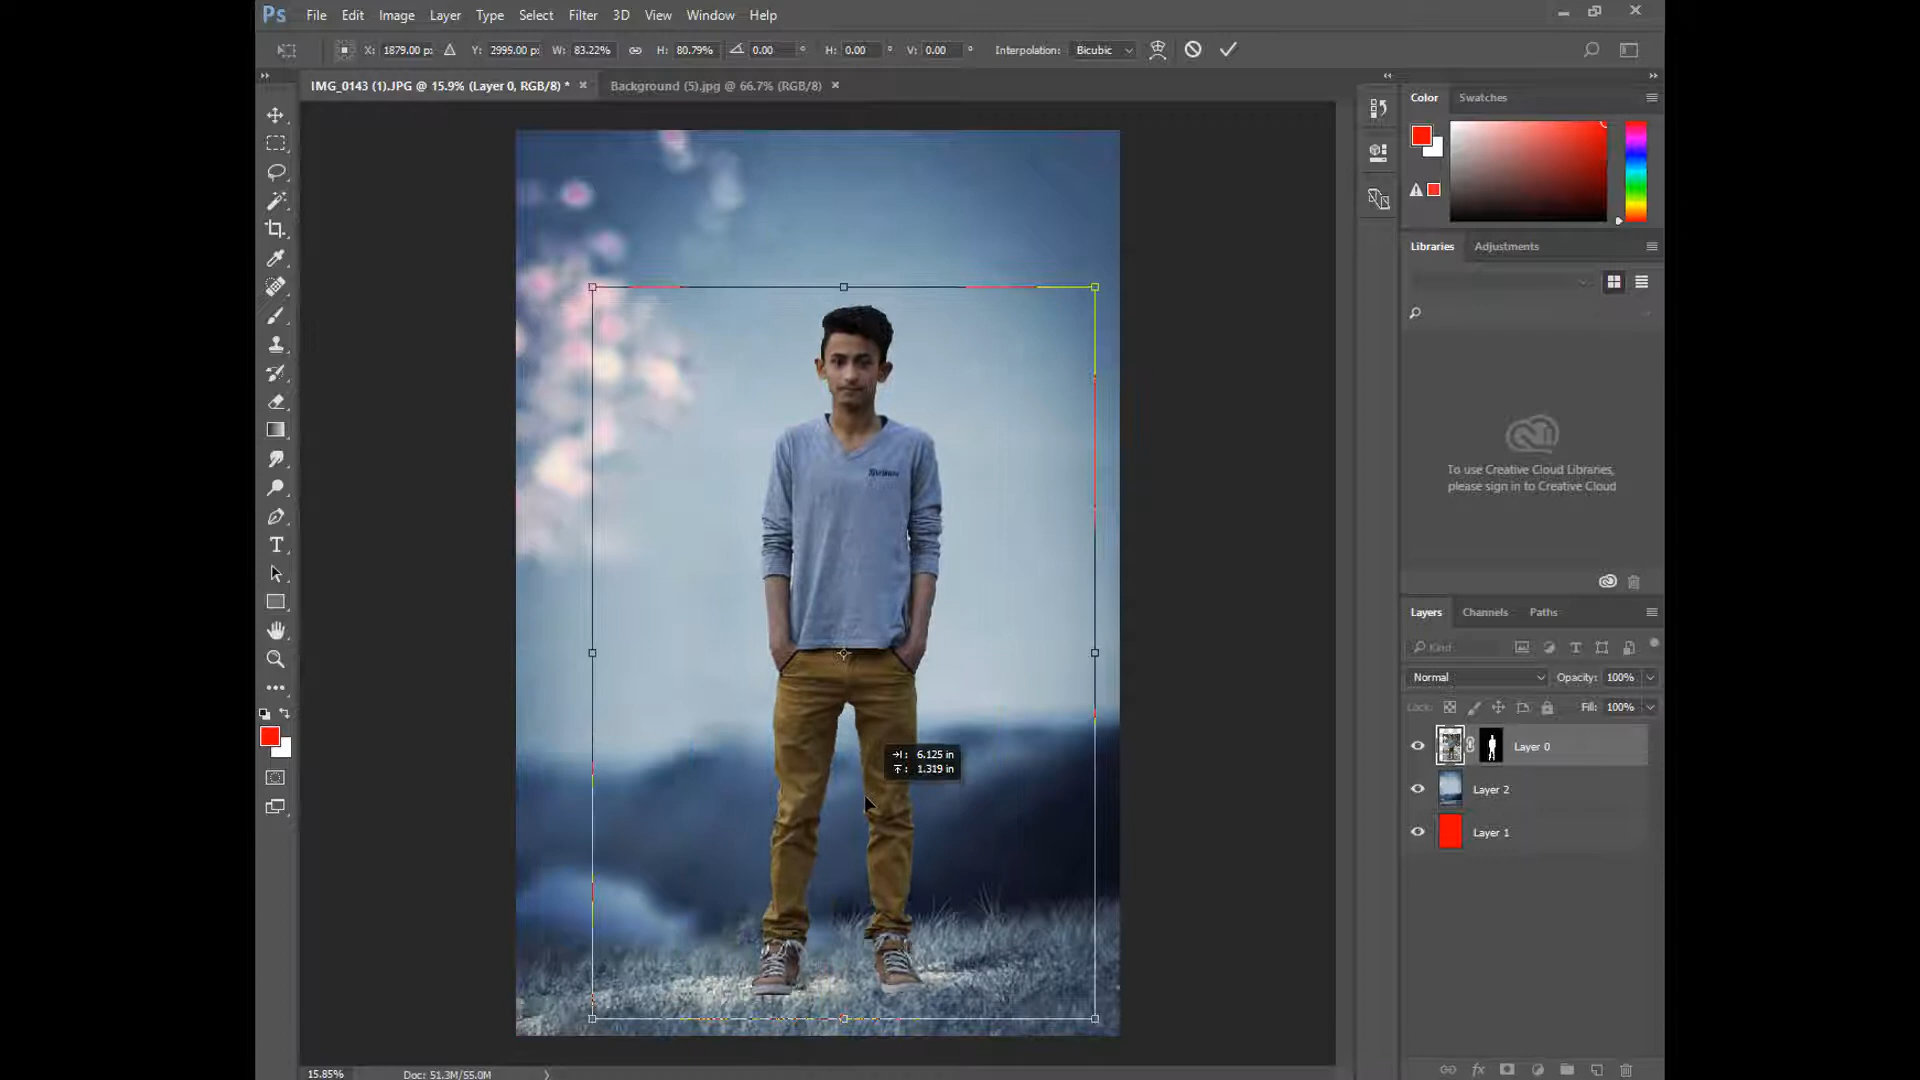 Ps File Edit Image Layer Type Select Filter 3D View Window Help
X: 1879.00 px Y: 2999.00 px W: 83.22% H: 80.79% 0.00 ° H: 0.00 ° V: 0.00 ° Interpolation: Bicubic
IMG_0143 (1).JPG @ 15.9% (Layer 0, RGB/8) * × Background (5).jpg @ 66.7% (RGB/8) ×
Color Swatches
Libraries Adjustments
To use Creative Cloud Libraries,
please sign in to Creative Cloud
6.125 in
1.319 in
Layers Channels Paths
Kind
Normal Opacity: 100%
Lock: Fill: 100%
Layer 0
Layer 2
Layer 1
15.85% Doc: 51.3M/55.0M